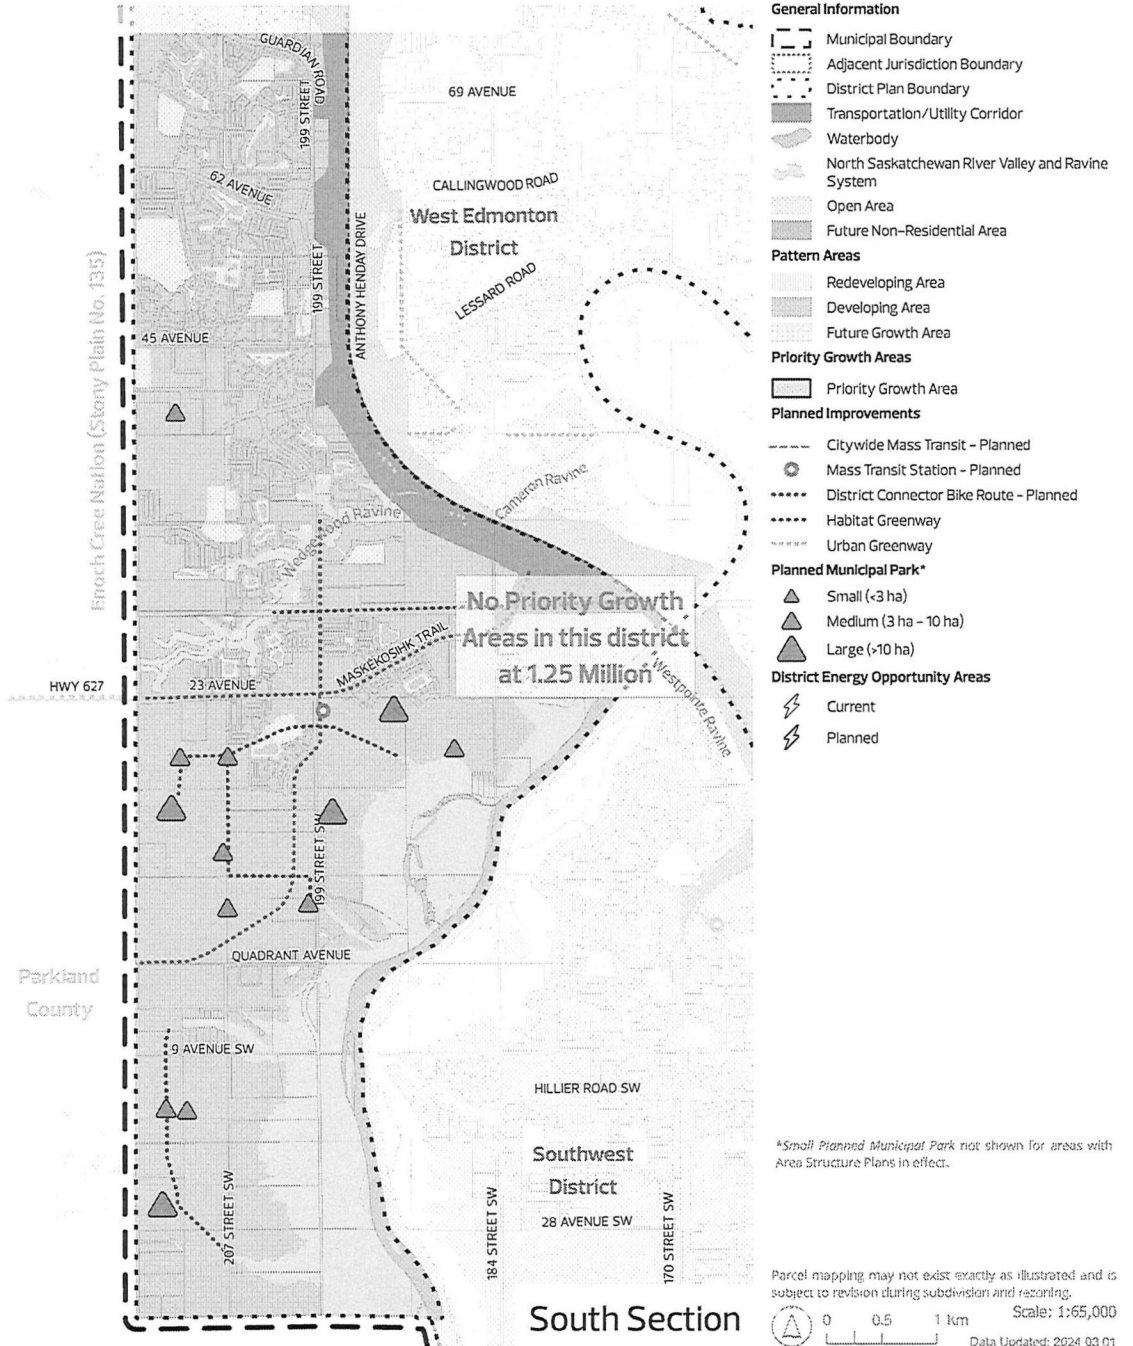 GUARDIAN ROAD
199 STREET
69 AVENUE
62 AVENUE
CALLINGWOOD ROAD
West Edmonton
District
199 STREET
ANTHONY HENDAY DRIVE
LESSARD ROAD
Enoch Cree Nation (Stony Plain No. 135)
45 AVENUE
Cameron Ravine
Wedgewood Ravine
No Priority Growth
Areas in this district
at 1.25 Million
MASKÊKOSIHK TRAIL
HWY 627
23 AVENUE
Westpointe Ravine
199 STREET SW
QUADRANT AVENUE
Parkland
County
9 AVENUE SW
HILLIER ROAD SW
Southwest
District
207 STREET SW
184 STREET SW
28 AVENUE SW
170 STREET SW
South Section
General Information
Municipal Boundary
Adjacent Jurisdiction Boundary
District Plan Boundary
Transportation/Utility Corridor
Waterbody
North Saskatchewan River Valley and Ravine
System
Open Area
Future Non-Residential Area
Pattern Areas
Redeveloping Area
Developing Area
Future Growth Area
Priority Growth Areas
Priority Growth Area
Planned Improvements
Citywide Mass Transit - Planned
Mass Transit Station - Planned
District Connector Bike Route - Planned
Habitat Greenway
Urban Greenway
Planned Municipal Park*
Small (<3 ha)
Medium (3 ha - 10 ha)
Large (>10 ha)
District Energy Opportunity Areas
Current
Planned
*Small Planned Municipal Park not shown for areas with
Area Structure Plans in effect.
Parcel mapping may not exist exactly as illustrated and is
subject to revision during subdivision and rezoning.
Scale: 1:65,000
0 0.5 1 km
Data Updated: 2024 03 01